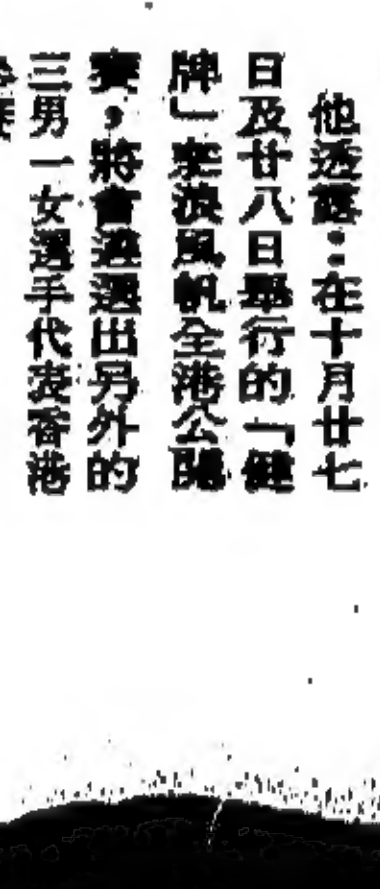 他透露：在十月廿七
日及廿八日舉行的「健
牌」滑浪風帆全港公開
賽，將會遴選出另外的
三男一女選手代表香港